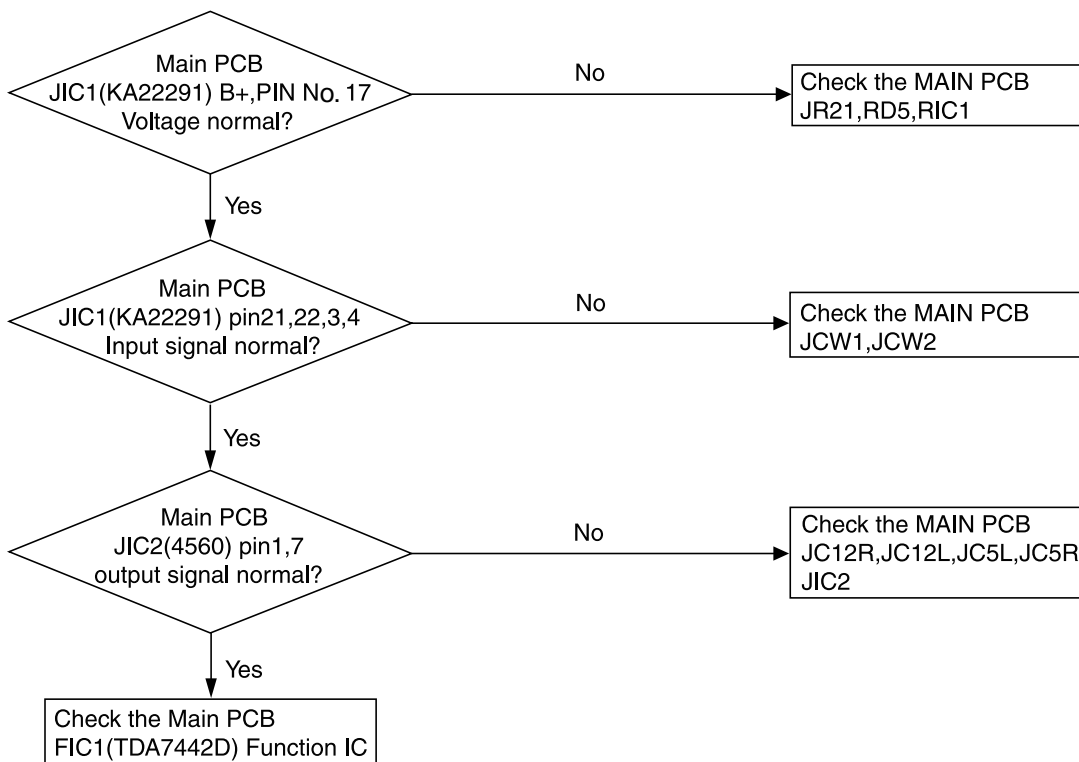 Main PCB
JIC1(KA22291) B+,PIN No. 17
Voltage normal?
No
Check the MAIN PCB
JR21,RD5,RIC1
Yes
Main PCB
JIC1(KA22291) pin21,22,3,4
Input signal normal?
No
Check the MAIN PCB
JCW1,JCW2
Yes
Main PCB
JIC2(4560) pin1,7
output signal normal?
No
Check the MAIN PCB
JC12R,JC12L,JC5L,JC5R
JIC2
Yes
Check the Main PCB
FIC1(TDA7442D) Function IC